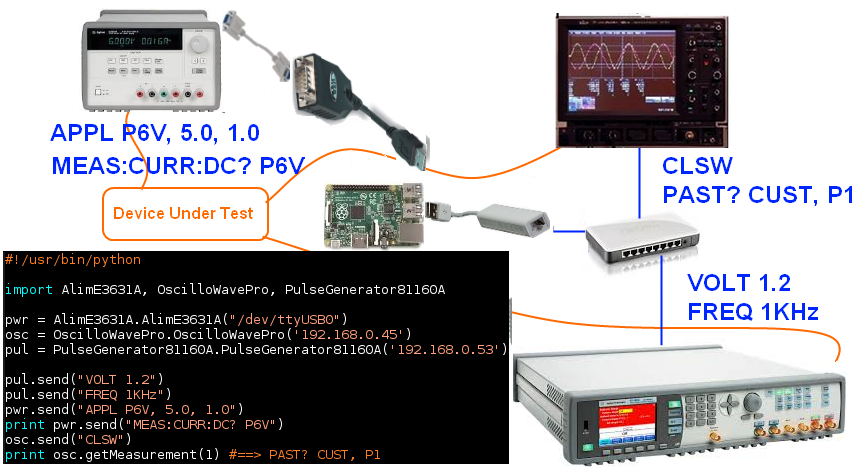 Agilent
APPL P6V, 5.0, 1.0
MEAS:CURR:DC? P6V
CLSW
PAST? CUST, P1
Device Under Test
VOLT 1.2
FREQ 1KHz
#!/usr/bin/python
import AlimE3631A, OscilloWavePro, PulseGenerator81160A
pwr = AlimE3631A.AlimE3631A("/dev/ttyUSB0")
osc = OscilloWavePro.OscilloWavePro('192.168.0.45')
pul = PulseGenerator81160A.PulseGenerator81160A('192.168.0.53')
pul.send("VOLT 1.2")
pul.send("FREQ 1KHz")
pwr.send("APPL P6V, 5.0, 1.0")
print pwr.send("MEAS:CURR:DC? P6V")
osc.send("CLSW")
print osc.getMeasurement(1) #==> PAST? CUST, P1